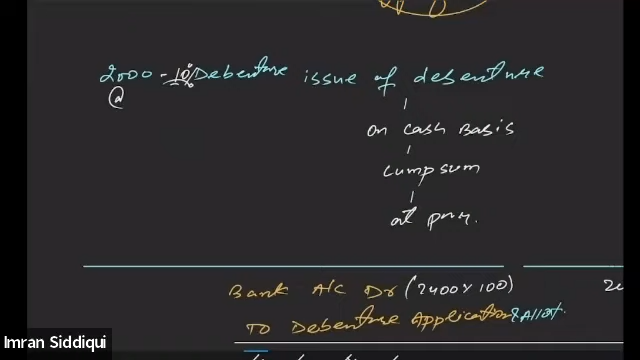 2000 - 10% Debenture issue of debenture
@
on cash Basis
Lumpsum
at par.
Bank A/c Dr (2400 x 100)
To Debenture Application & Allot.
Imran Siddiqui